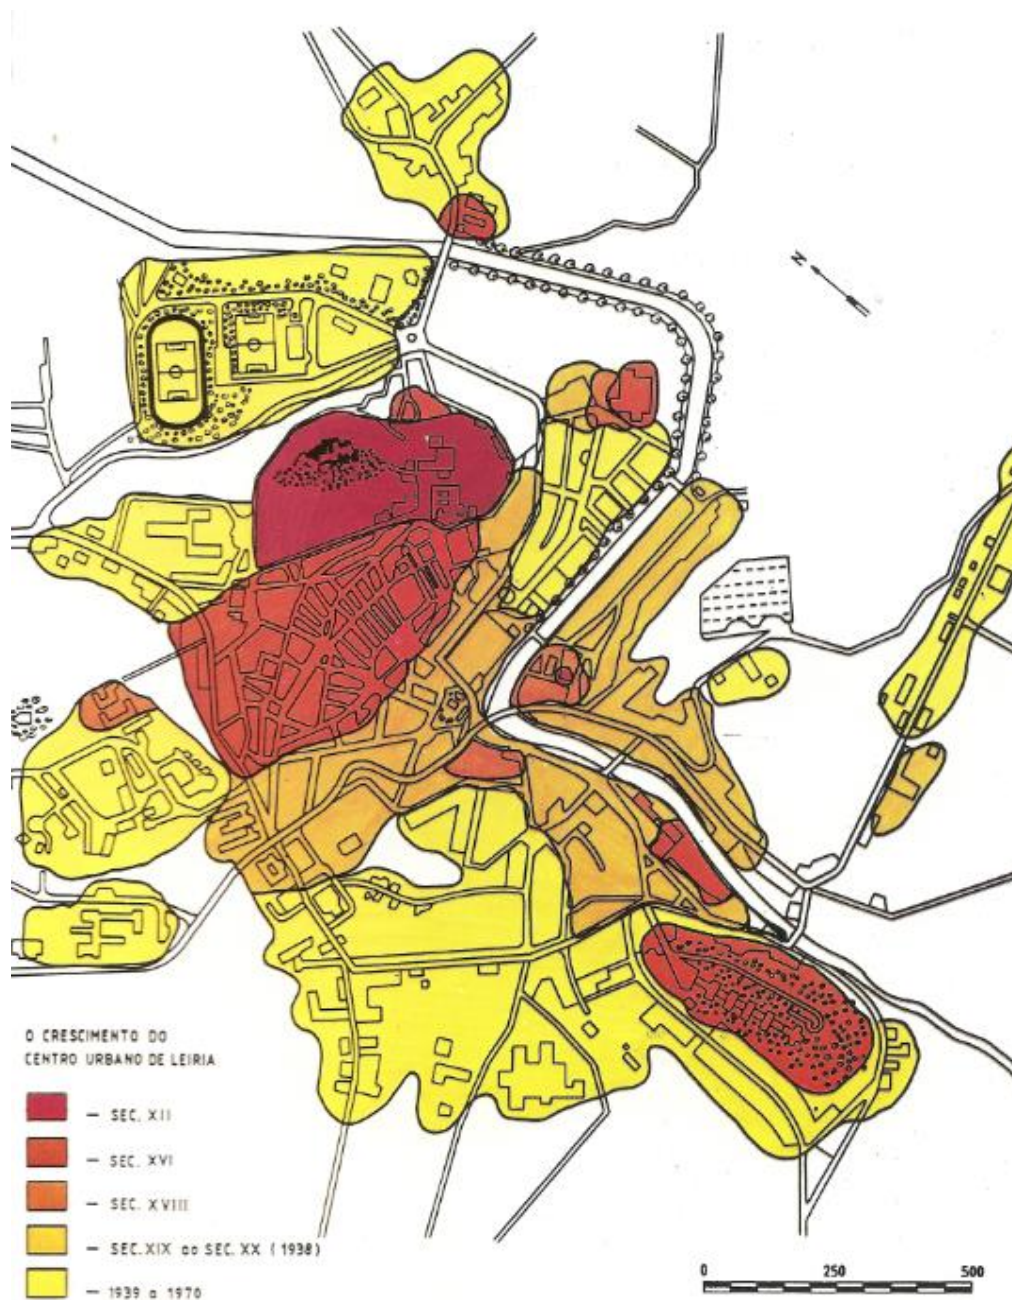 N
O CRESCIMENTO DO
CENTRO URBANO DE LEIRIA
— SEC. XII
— SEC. XVI
— SEC. XVIII
— SEC. XIX ao SEC. XX (1938)
— 1939 a 1970
0 250 500